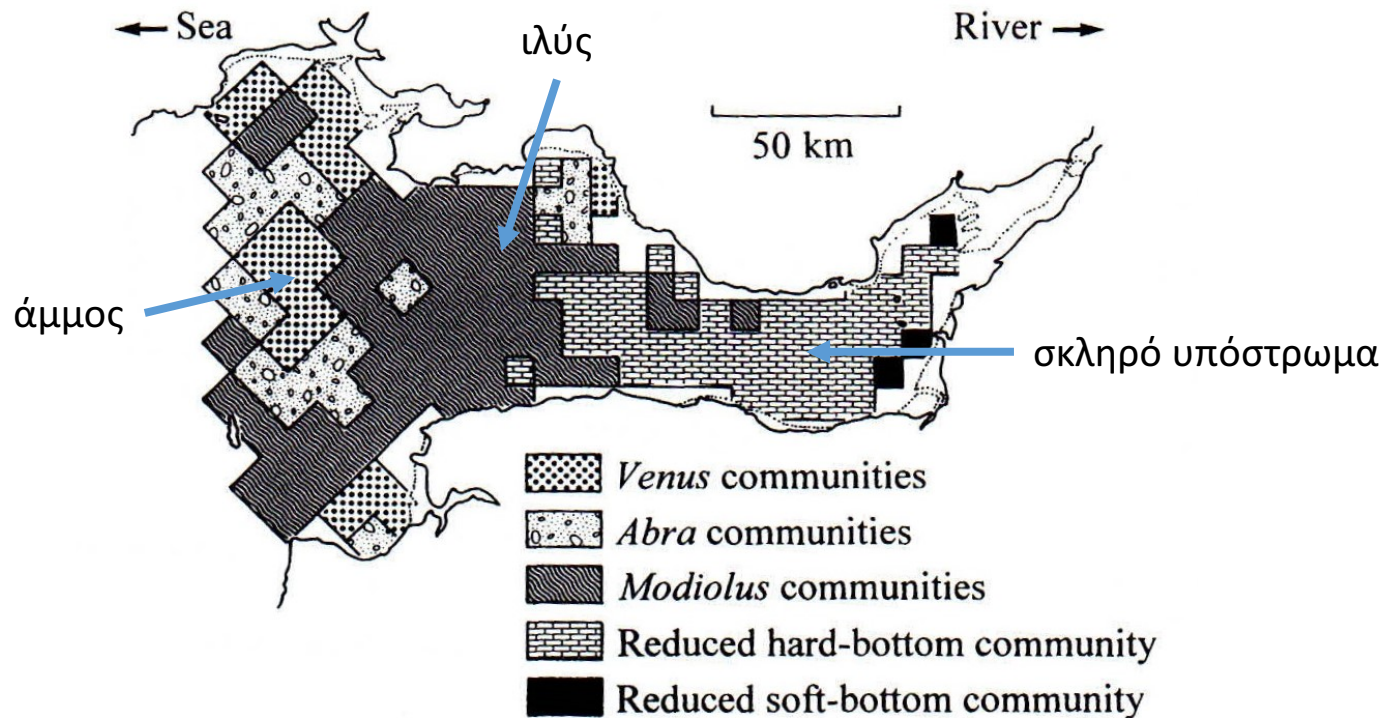 ← Sea
ιλύς
River →
50 km
άμμος
σκληρό υπόστρωμα
Venus communities
Abra communities
Modiolus communities
Reduced hard-bottom community
Reduced soft-bottom community